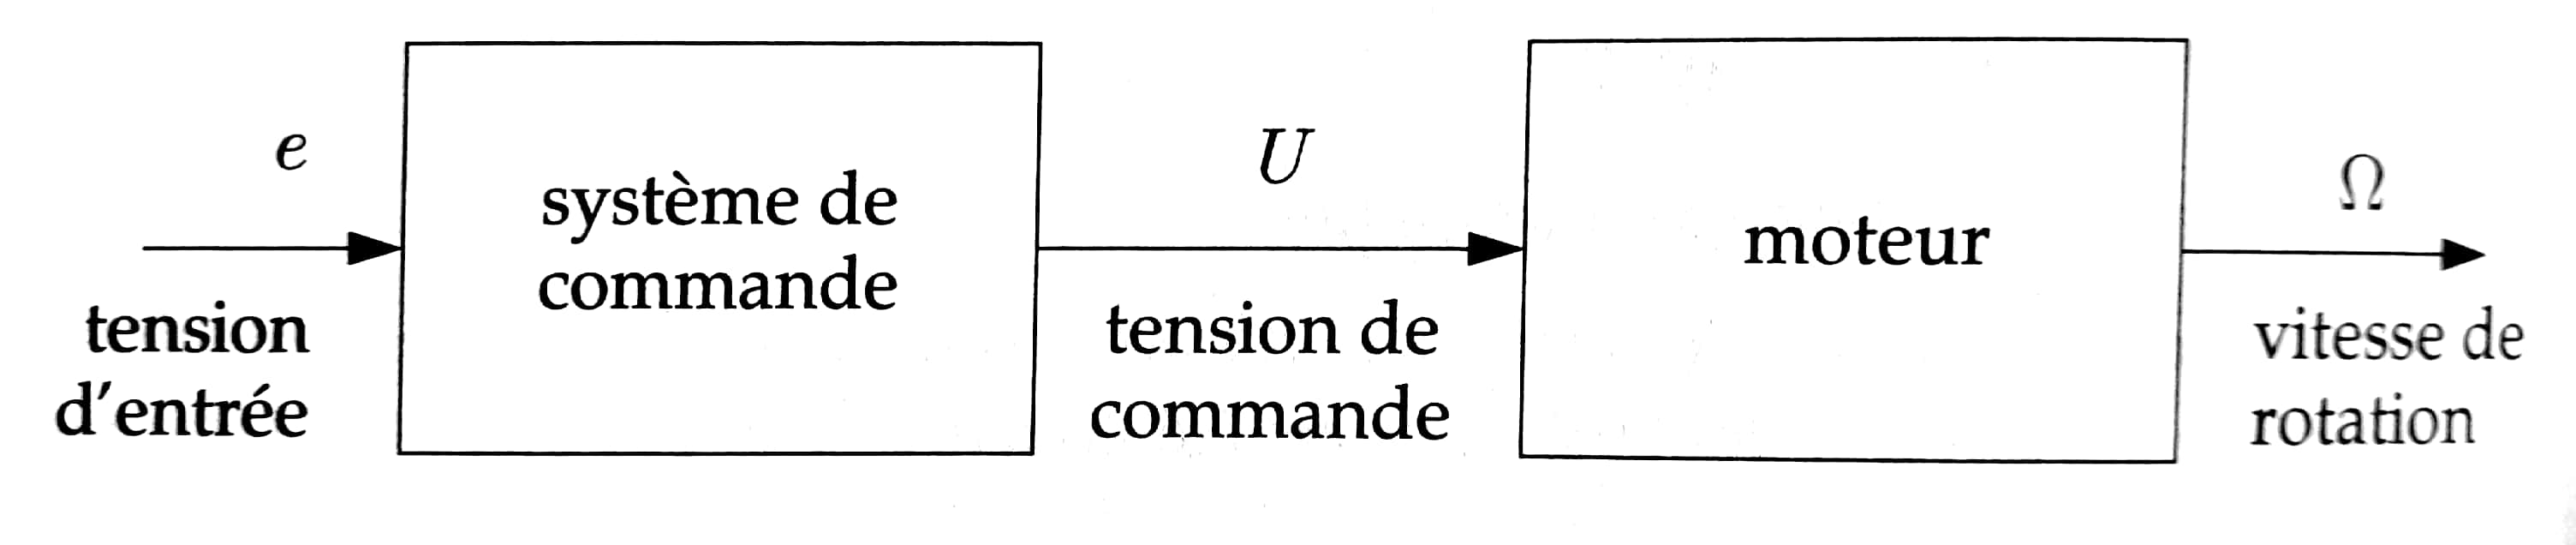 e
tension
d'entrée
système de
commande
U
tension de
commande
moteur
Ω
vitesse de
rotation